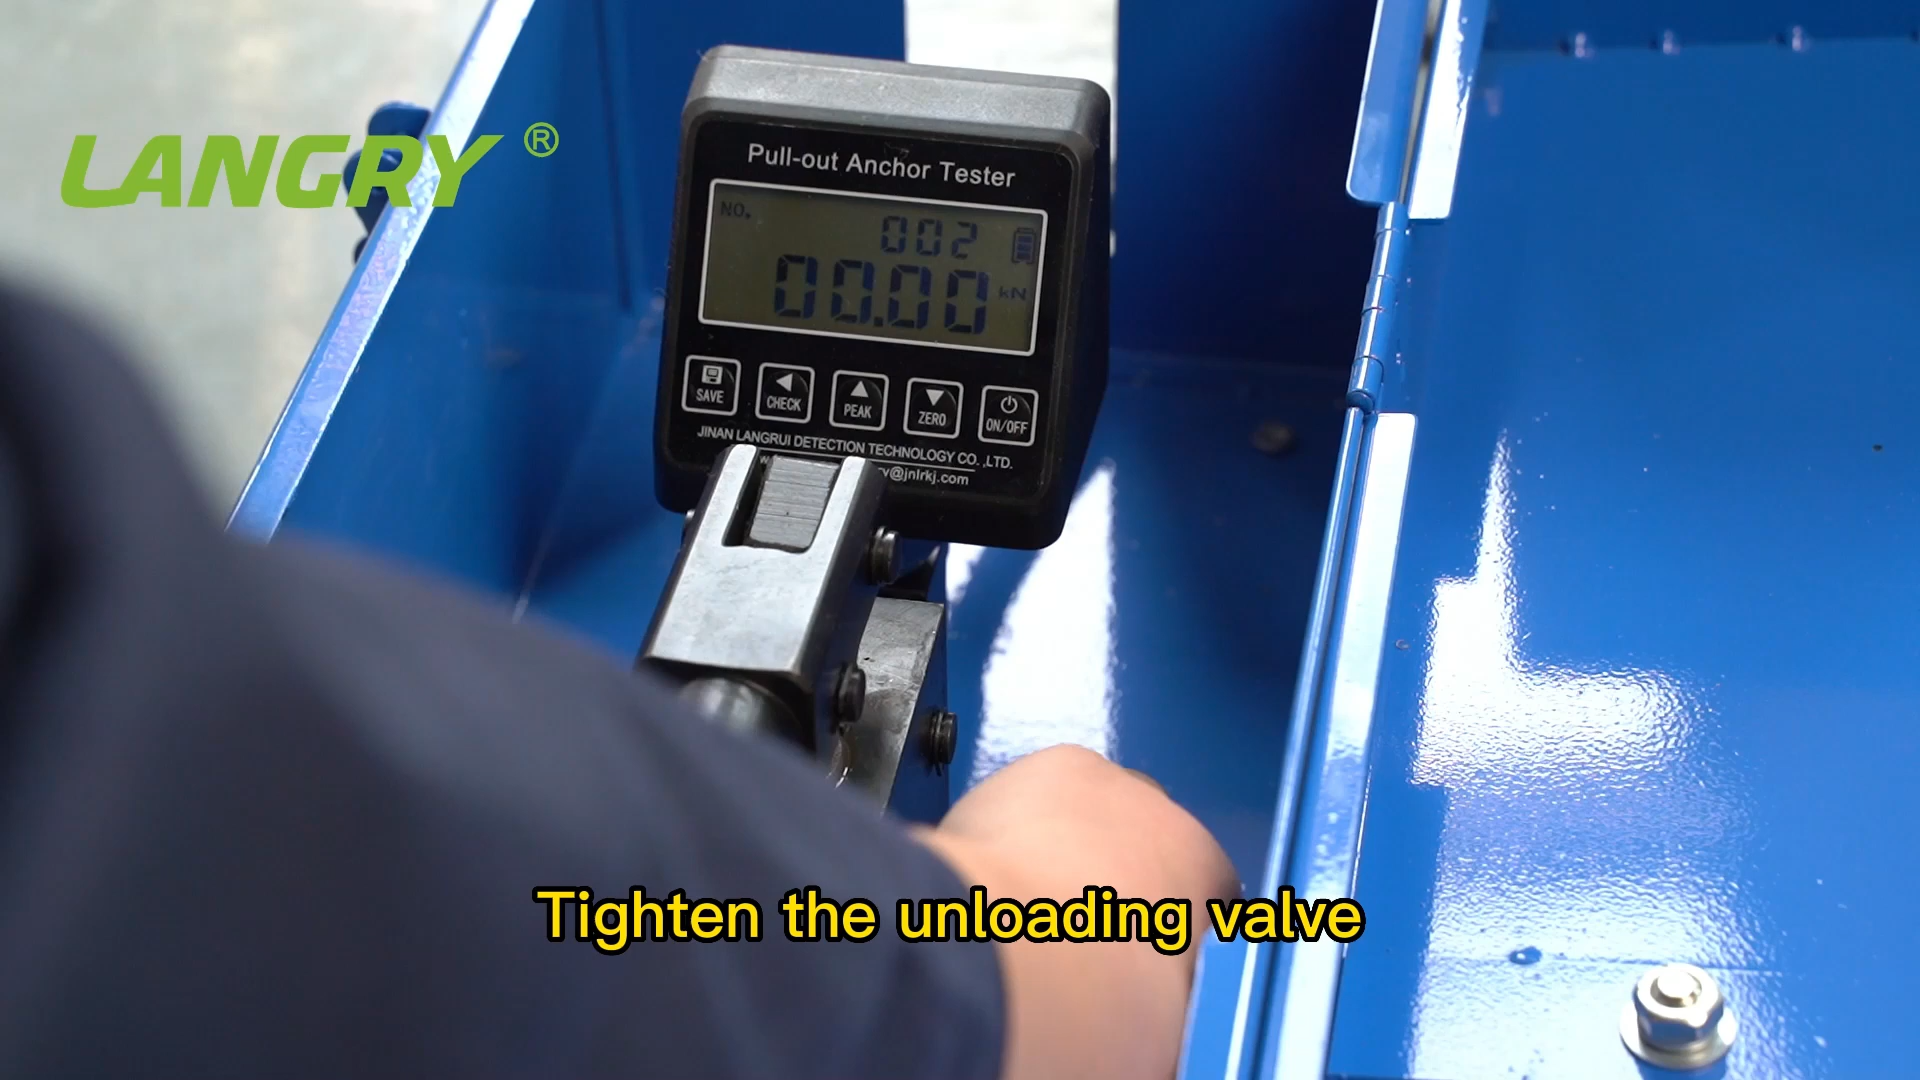 LANGRY ®
Pull-out Anchor Tester
NO.
002
00.00 kN
SAVE
CHECK
PEAK
ZERO
ON/OFF
JINAN LANGRUI DETECTION TECHNOLOGY CO.,LTD.
@jnlrkj.com
Tighten the unloading valve